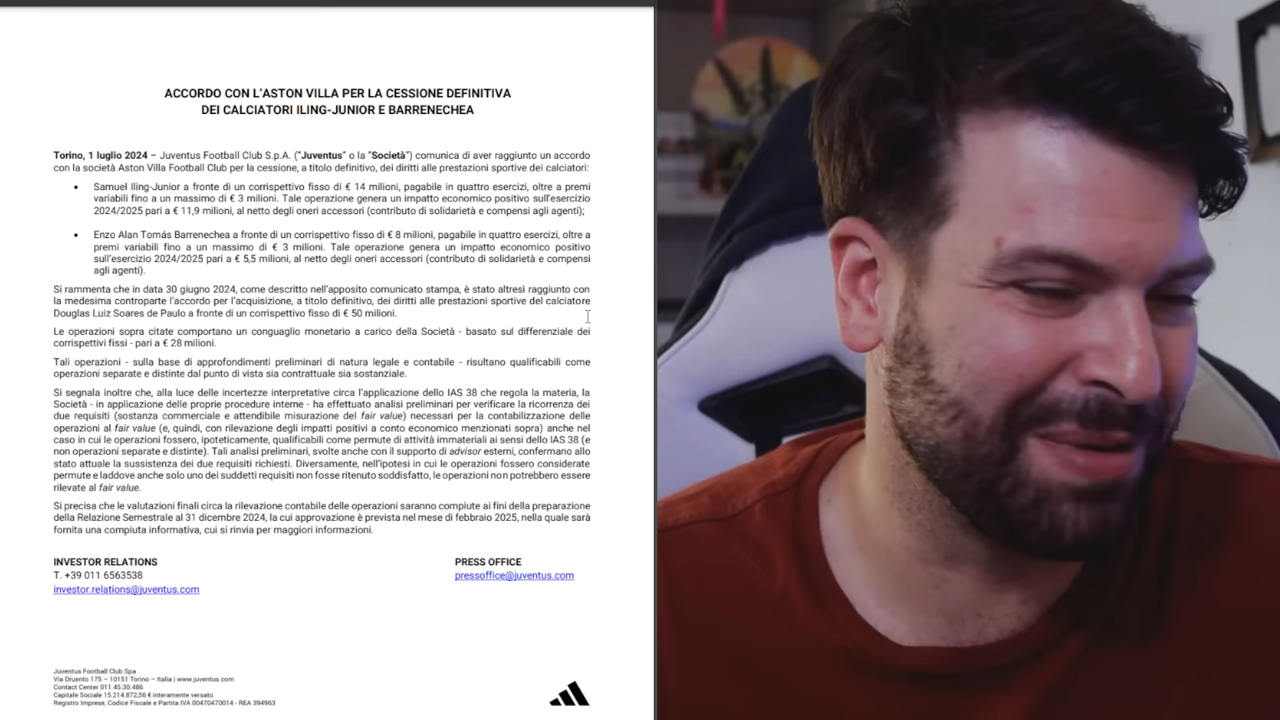 ACCORDO CON L'ASTON VILLA PER LA CESSIONE DEFINITIVA
DEI CALCIATORI ILING-JUNIOR E BARRENECHEA
Torino, 1 luglio 2024 – Juventus Football Club S.p.A. ("Juventus" o la "Società") comunica di aver raggiunto un accordo
con la società Aston Villa Football Club per la cessione, a titolo definitivo, dei diritti alle prestazioni sportive dei calciatori:
• Samuel Iling-Junior a fronte di un corrispettivo fisso di € 14 milioni, pagabile in quattro esercizi, oltre a premi
variabili fino a un massimo di € 3 milioni. Tale operazione genera un impatto economico positivo sull'esercizio
2024/2025 pari a € 11,9 milioni, al netto degli oneri accessori (contributo di solidarietà e compensi agli agenti);
• Enzo Alan Tomás Barrenechea a fronte di un corrispettivo fisso di € 8 milioni, pagabile in quattro esercizi, oltre a
premi variabili fino a un massimo di € 3 milioni. Tale operazione genera un impatto economico positivo
sull'esercizio 2024/2025 pari a € 5,5 milioni, al netto degli oneri accessori (contributo di solidarietà e compensi
agli agenti).
Si rammenta che in data 30 giugno 2024, come descritto nell'apposito comunicato stampa, è stato altresì raggiunto con
la medesima controparte l'accordo per l'acquisizione, a titolo definitivo, dei diritti alle prestazioni sportive del calciatore
Douglas Luiz Soares de Paulo a fronte di un corrispettivo fisso di € 50 milioni.
Le operazioni sopra citate comportano un conguaglio monetario a carico della Società - basato sul differenziale dei
corrispettivi fissi - pari a € 28 milioni.
Tali operazioni - sulla base di approfondimenti preliminari di natura legale e contabile - risultano qualificabili come
operazioni separate e distinte dal punto di vista sia contrattuale sia sostanziale.
Si segnala inoltre che, alla luce delle incertezze interpretative circa l'applicazione dello IAS 38 che regola la materia, la
Società - in applicazione delle proprie procedure interne - ha effettuato analisi preliminari per verificare la ricorrenza dei
due requisiti (sostanza commerciale e attendibile misurazione del fair value) necessari per la contabilizzazione delle
operazioni al fair value (e, quindi, con rilevazione degli impatti positivi a conto economico menzionati sopra) anche nel
caso in cui le operazioni fossero, ipoteticamente, qualificabili come permute di attività immateriali ai sensi dello IAS 38 (e
non operazioni separate e distinte). Tali analisi preliminari, svolte anche con il supporto di advisor esterni, confermano allo
stato attuale la sussistenza dei due requisiti richiesti. Diversamente, nell'ipotesi in cui le operazioni fossero considerate
permute e laddove anche solo uno dei suddetti requisiti non fosse ritenuto soddisfatto, le operazioni non potrebbero essere
rilevate al fair value.
Si precisa che le valutazioni finali circa la rilevazione contabile delle operazioni saranno compiute ai fini della preparazione
della Relazione Semestrale al 31 dicembre 2024, la cui approvazione è prevista nel mese di febbraio 2025, nella quale sarà
fornita una compiuta informativa, cui si rinvia per maggiori informazioni.
INVESTOR RELATIONS
T. +39 011 6563538
investor.relations@juventus.com
PRESS OFFICE
pressoffice@juventus.com
Juventus Football Club Spa
Via Druento 175 – 10151 Torino – Italia | www.juventus.com
Contact Center 011.45.30.486
Capitale Sociale 15.214.872,56 € interamente versato
Registro Imprese, Codice Fiscale e Partita IVA 00470470014 - REA 394963